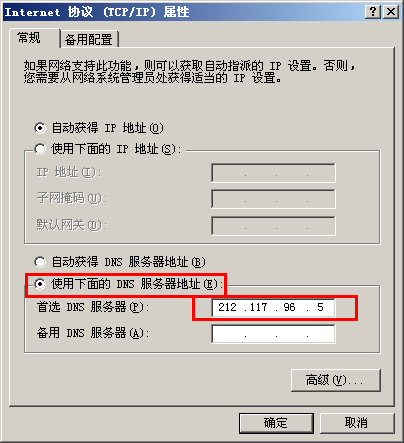 Internet 协议 (TCP/IP) 属性
常规 备用配置
如果网络支持此功能，则可以获取自动指派的 IP 设置。否则，
您需要从网络系统管理员处获得适当的 IP 设置。
自动获得 IP 地址(O)
使用下面的 IP 地址(S):
IP 地址(I):
子网掩码(U):
默认网关(D):
自动获得 DNS 服务器地址(B)
使用下面的 DNS 服务器地址(E):
首选 DNS 服务器(P): 212 .117 . 96 . 5
备用 DNS 服务器(A):
高级(V)...
确定 取消